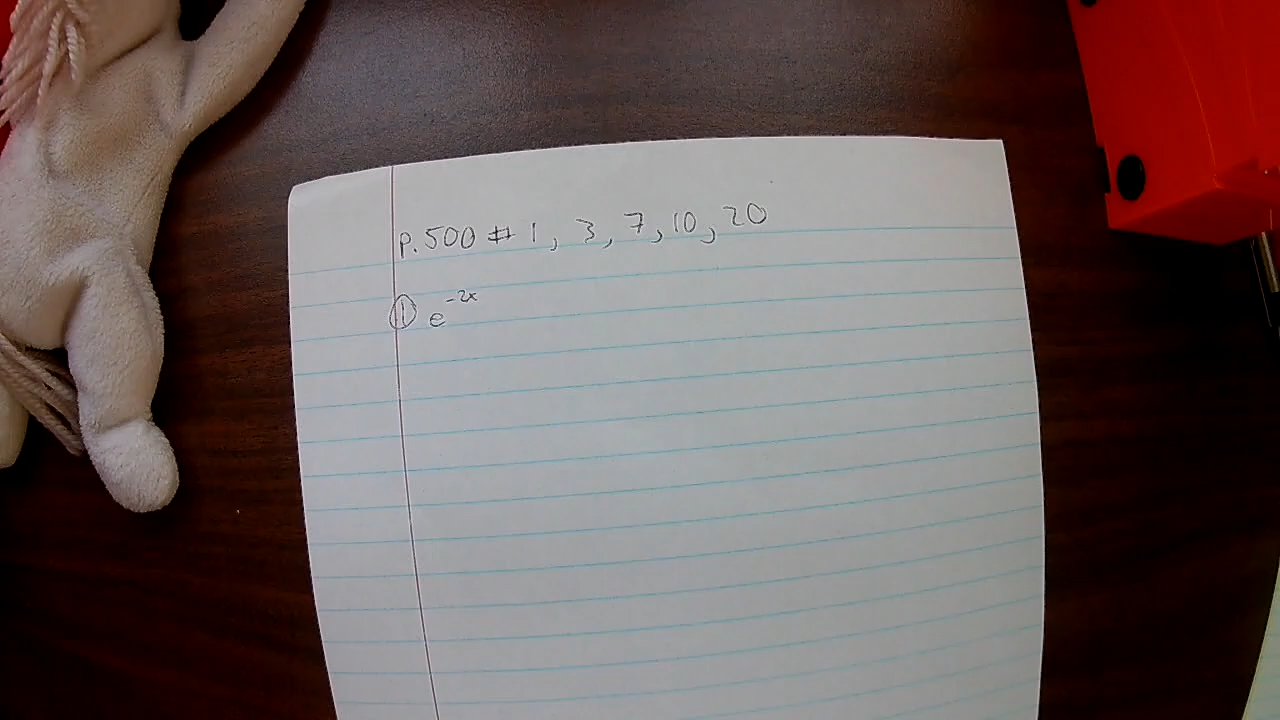 p.500 # 1, 3, 7, 10, 20
① e^-2x